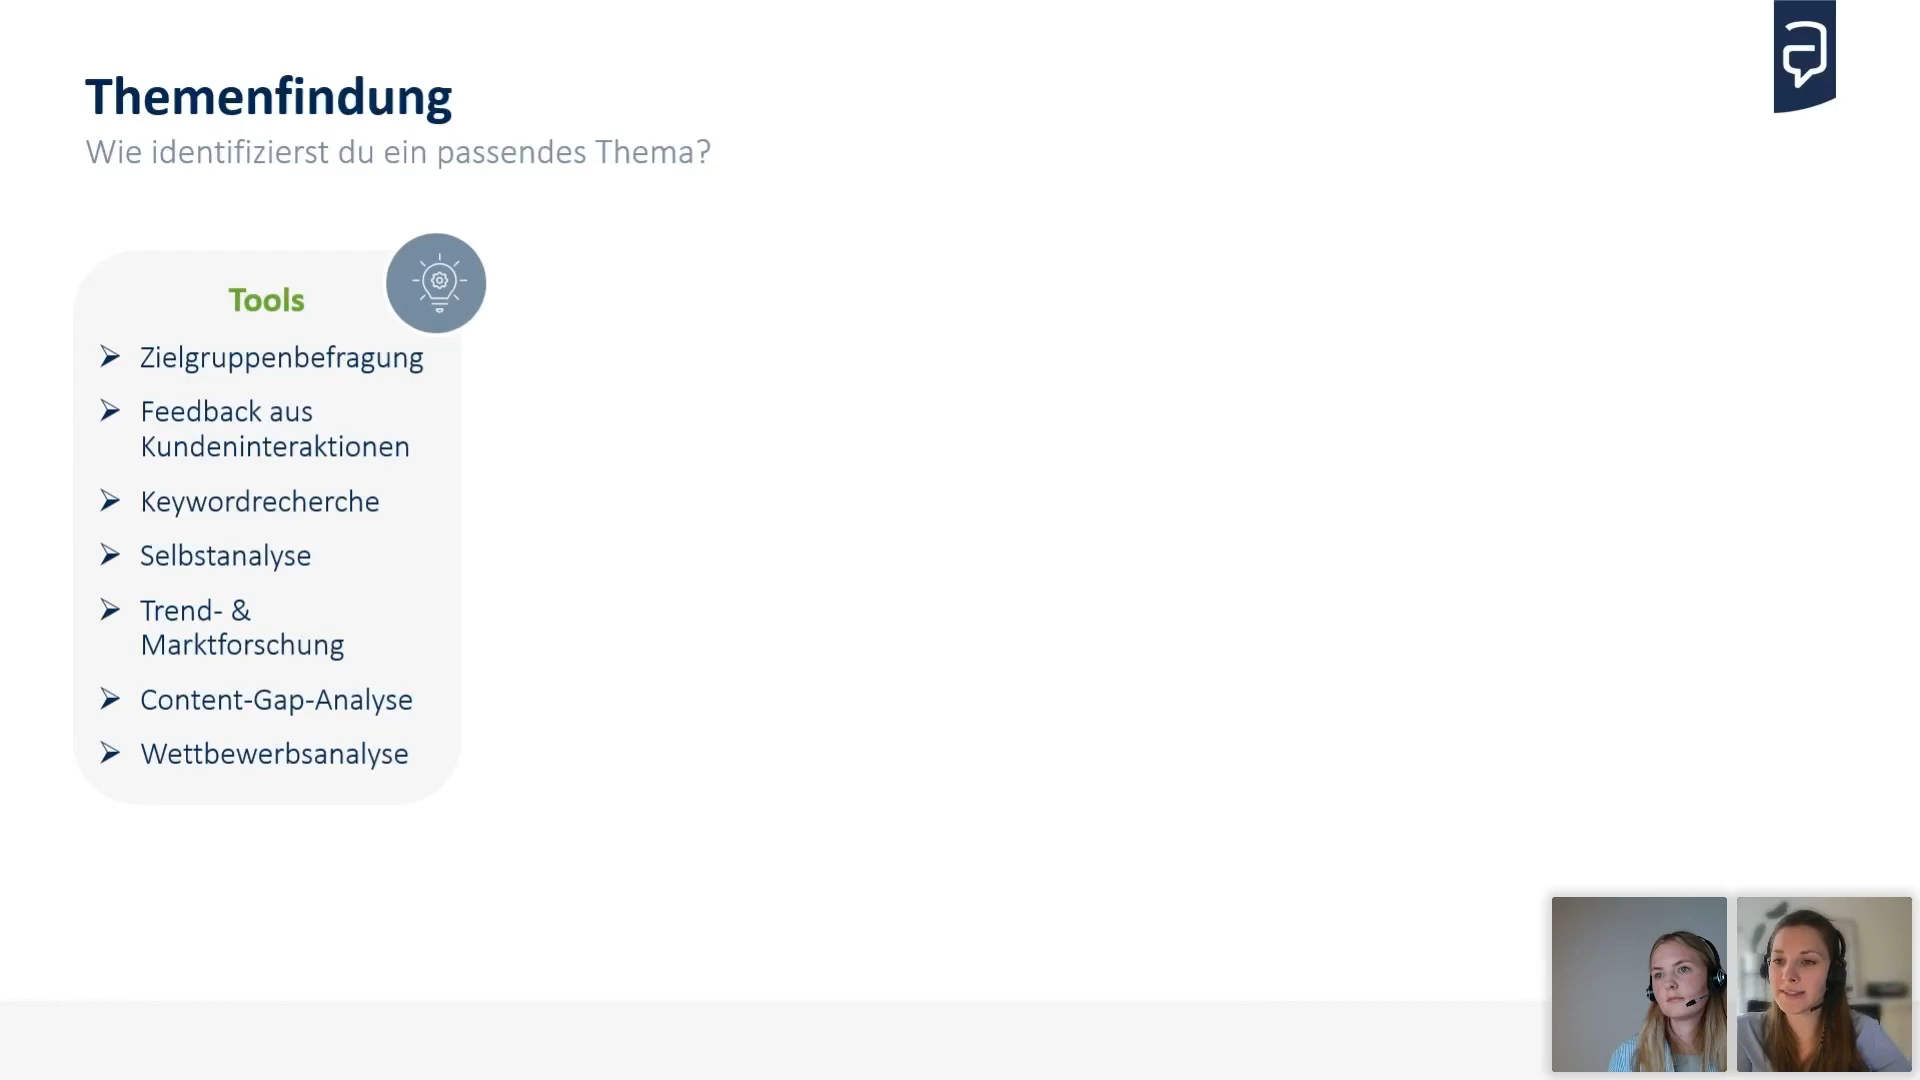 Themenfindung
Wie identifizierst du ein passendes Thema?
Tools
Zielgruppenbefragung
Feedback aus
Kundeninteraktionen
Keywordrecherche
Selbstanalyse
Trend- &
Marktforschung
Content-Gap-Analyse
Wettbewerbsanalyse